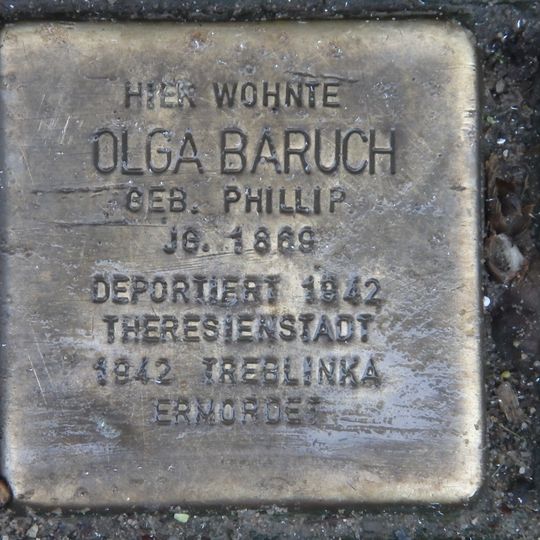 HIER WOHNTE
OLGA BARUCH
GEB. PHILLIP
JG. 1869
DEPORTIERT 1942
THERESIENSTADT
1942 TREBLINKA
ERMORDET